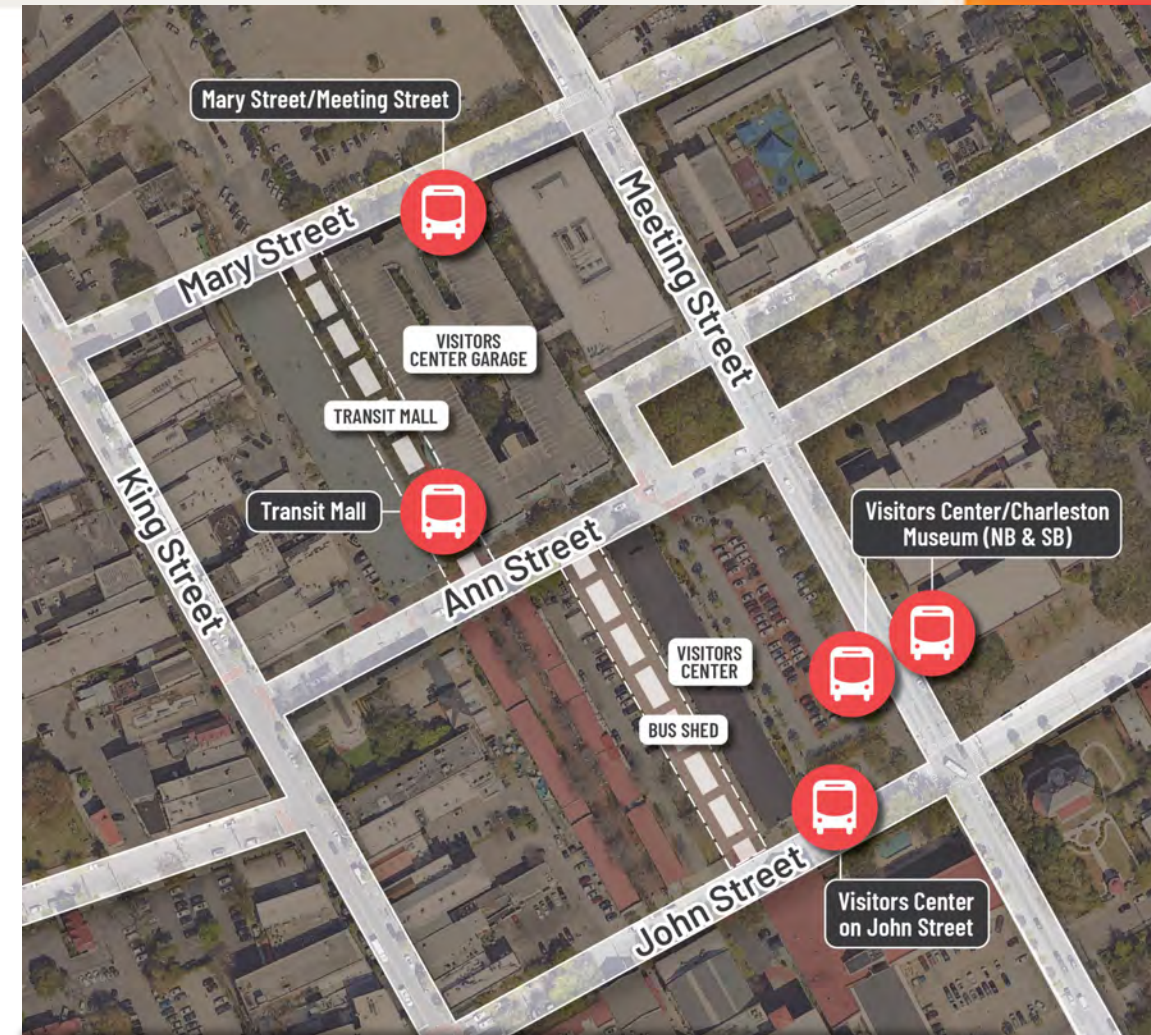 Mary Street/Meeting Street
Mary Street
Meeting Street
VISITORS
CENTER GARAGE
TRANSIT MALL
King Street
Transit Mall
Visitors Center/Charleston
Museum (NB & SB)
Ann Street
VISITORS
CENTER
BUS SHED
John Street
Visitors Center
on John Street